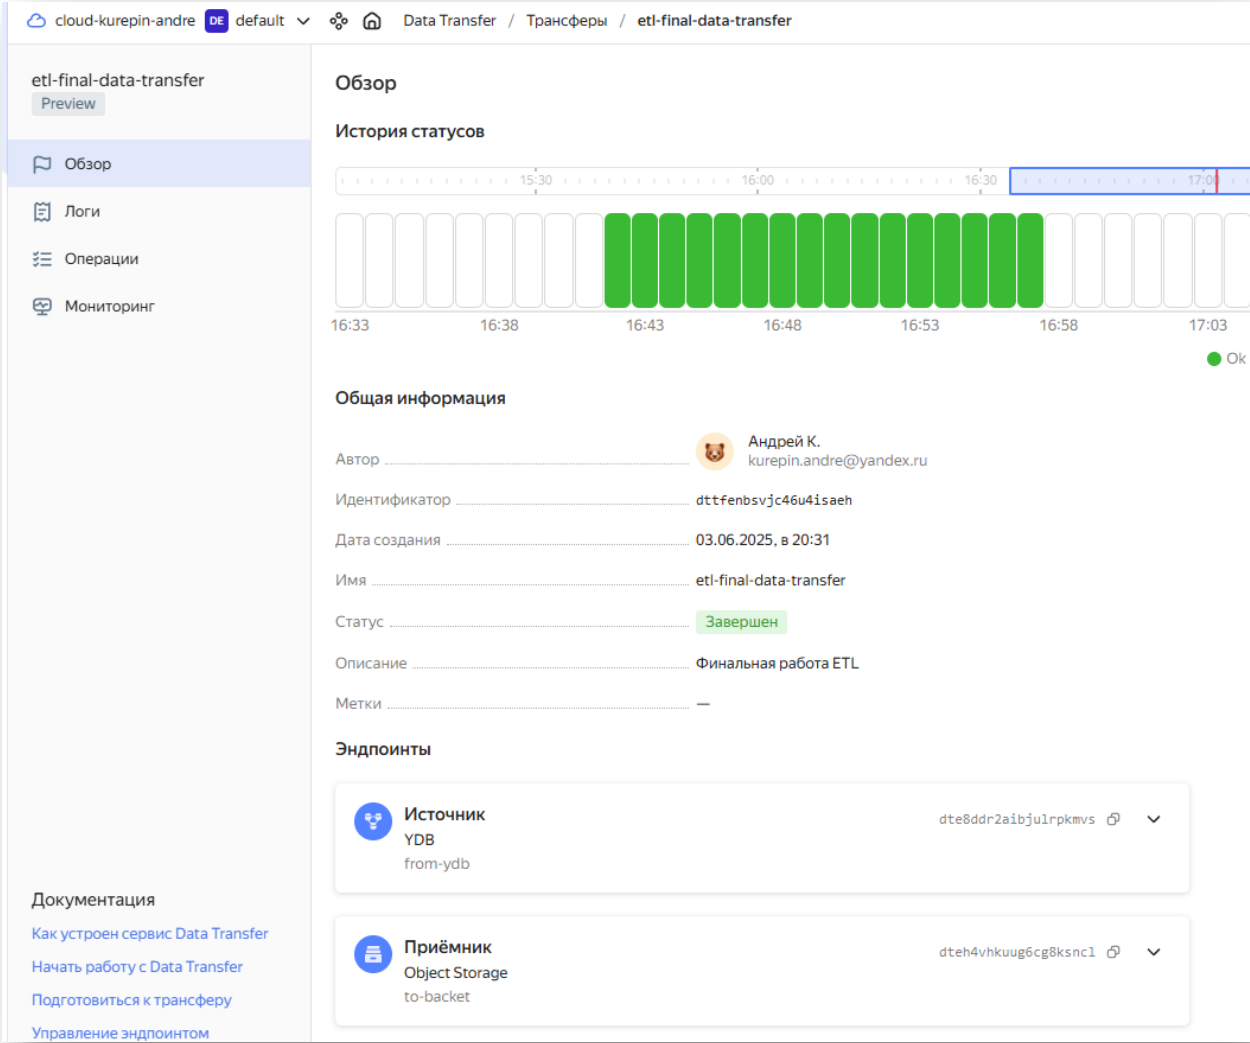 cloud-kurepin-andre DE default Data Transfer / Трансферы / etl-final-data-transfer
etl-final-data-transfer
Preview
Обзор
Логи
Операции
Мониторинг
Документация
Как устроен сервис Data Transfer
Начать работу с Data Transfer
Подготовиться к трансферу
Управление эндпоинтом
Обзор
История статусов
15:30 16:00 16:30 17:00
16:33 16:38 16:43 16:48 16:53 16:58 17:03
Ok
Общая информация
Автор Андрей К.
kurepin.andre@yandex.ru
Идентификатор dttfenbsvjc46u4isaeh
Дата создания 03.06.2025, в 20:31
Имя etl-final-data-transfer
Статус Завершен
Описание Финальная работа ETL
Метки —
Эндпоинты
Источник dte8ddr2aibjulrpkmvs
YDB
from-ydb
Приёмник dteh4vhkuug6cg8ksncl
Object Storage
to-backet